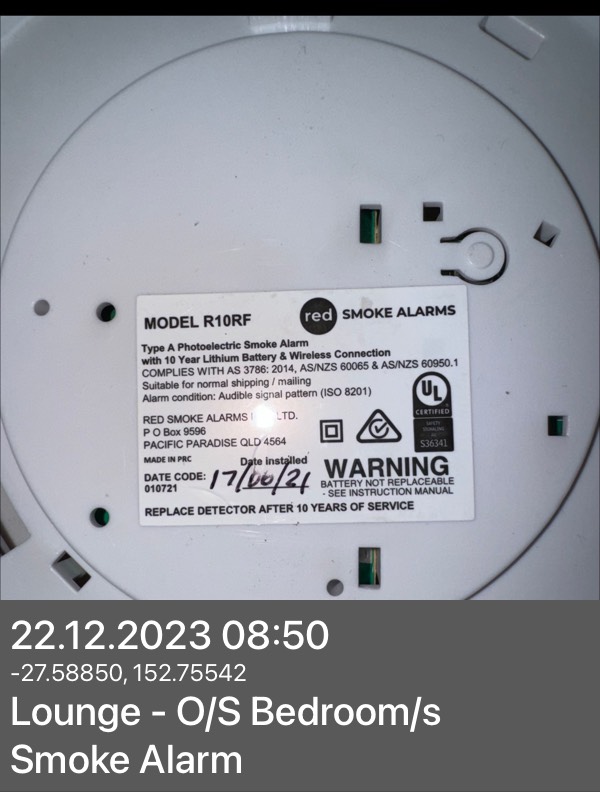 MODEL R10RF
red SMOKE ALARMS
Type A Photoelectric Smoke Alarm
with 10 Year Lithium Battery & Wireless Connection
COMPLIES WITH AS 3786: 2014, AS/NZS 60065 & AS/NZS 60950.1
Suitable for normal shipping / mailing
Alarm condition: Audible signal pattern (ISO 8201)
RED SMOKE ALARMS LTD.
P O Box 9596
PACIFIC PARADISE QLD 4564
MADE IN PRC
UL
CERTIFIED
S36341
Date installed
DATE CODE: 17/06/21
010721
WARNING
BATTERY NOT REPLACEABLE
- SEE INSTRUCTION MANUAL
REPLACE DETECTOR AFTER 10 YEARS OF SERVICE
22.12.2023 08:50
-27.58850, 152.75542
Lounge - O/S Bedroom/s
Smoke Alarm